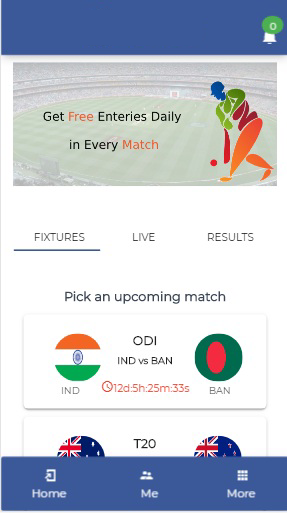 0
Get Free Enteries Daily
in Every Match
FIXTURES
LIVE
RESULTS
Pick an upcoming match
ODI
IND vs BAN
IND
12d:5h:25m:33s
BAN
T20
Home
Me
More